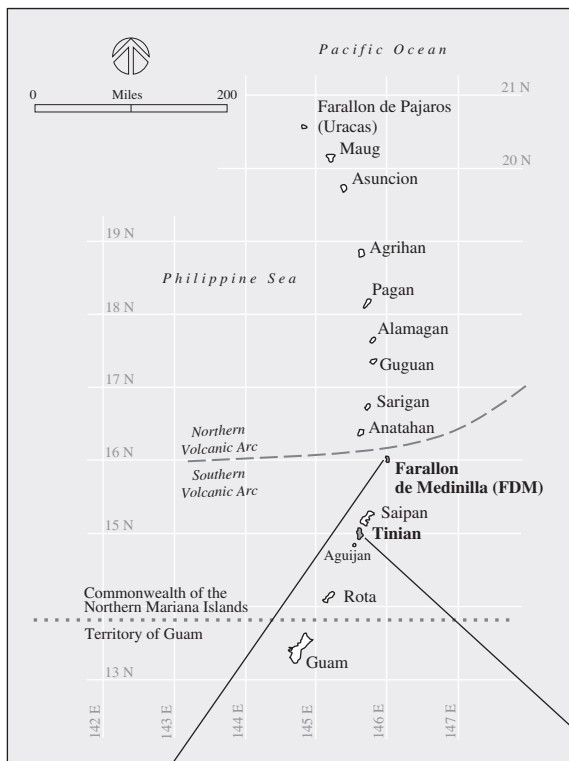 Pacific Ocean
0 Miles 200
21 N
Farallon de Pajaros
(Uracas)
Maug
20 N
Asuncion
19 N
Agrihan
Philippine Sea
Pagan
18 N
Alamagan
Guguan
17 N
Sarigan
Northern
Volcanic Arc
Anatahan
16 N
Southern
Volcanic Arc
Farallon
de Medinilla (FDM)
Saipan
15 N
Tinian
Aguijan
Commonwealth of the
Northern Mariana Islands
Rota
Territory of Guam
Guam
13 N
142 E
143 E
144 E
145 E
146 E
147 E